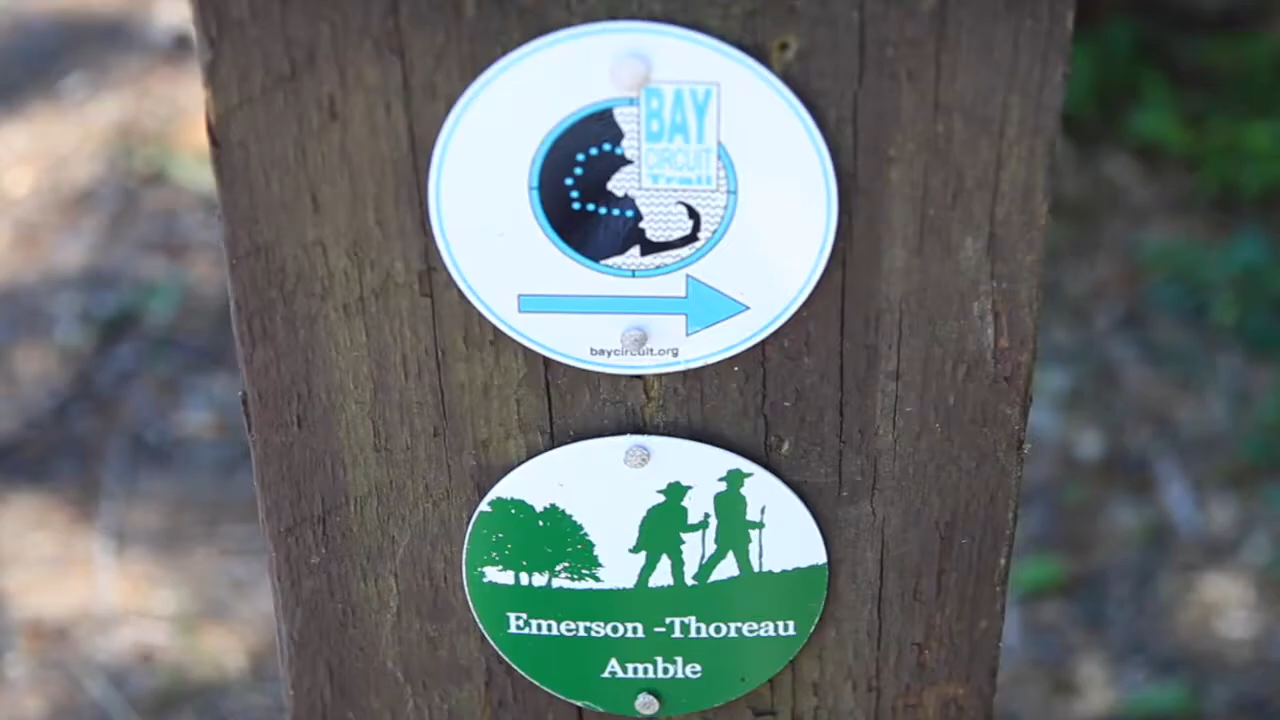 BAY
CIRCUIT
Trail
baycircuit.org
Emerson -Thoreau
Amble